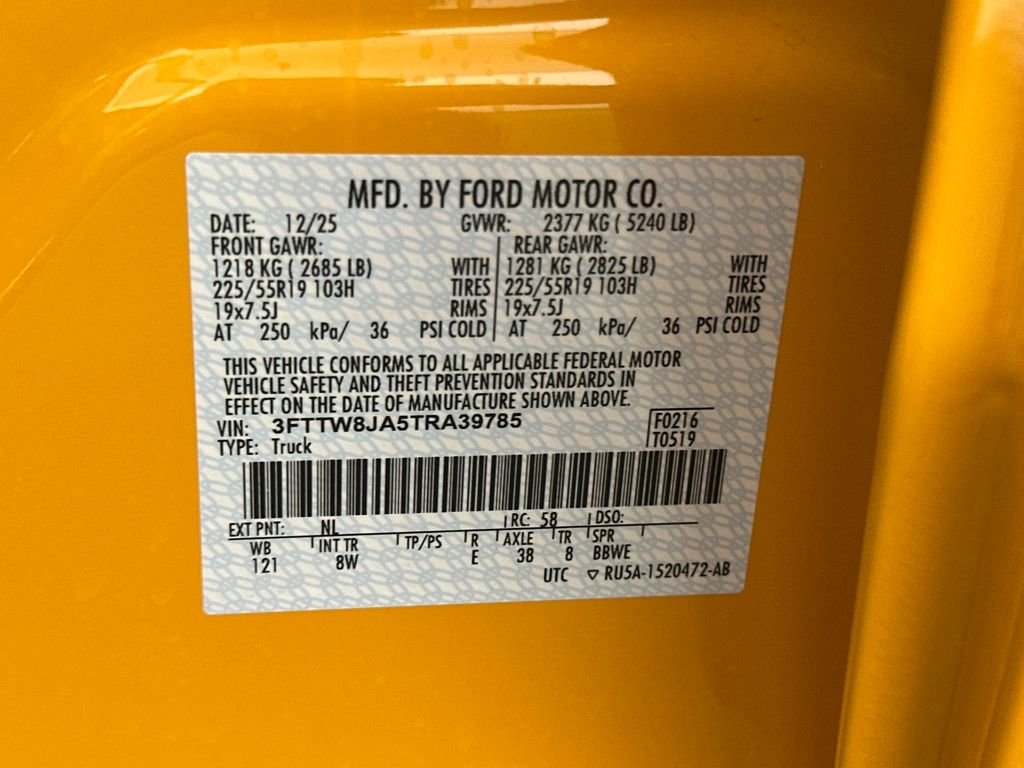 MFD. BY FORD MOTOR CO.
DATE: 12/25 GVWR: 2377 KG ( 5240 LB)
FRONT GAWR: REAR GAWR:
1218 KG ( 2685 LB) WITH 1281 KG ( 2825 LB) WITH
225/55R19 103H TIRES 225/55R19 103H TIRES
19x7.5J RIMS 19x7.5J RIMS
AT 250 kPa/ 36 PSI COLD AT 250 kPa/ 36 PSI COLD
THIS VEHICLE CONFORMS TO ALL APPLICABLE FEDERAL MOTOR
VEHICLE SAFETY AND THEFT PREVENTION STANDARDS IN
EFFECT ON THE DATE OF MANUFACTURE SHOWN ABOVE.
VIN: 3FTTW8JA5TRA39785 F0216
TYPE: Truck T0519
EXT PNT: NL RC: 58 DSO:
WB INT TR TP/PS R AXLE TR SPR
121 8W E 38 8 BBWE
UTC ▽ RU5A-1520472-AB